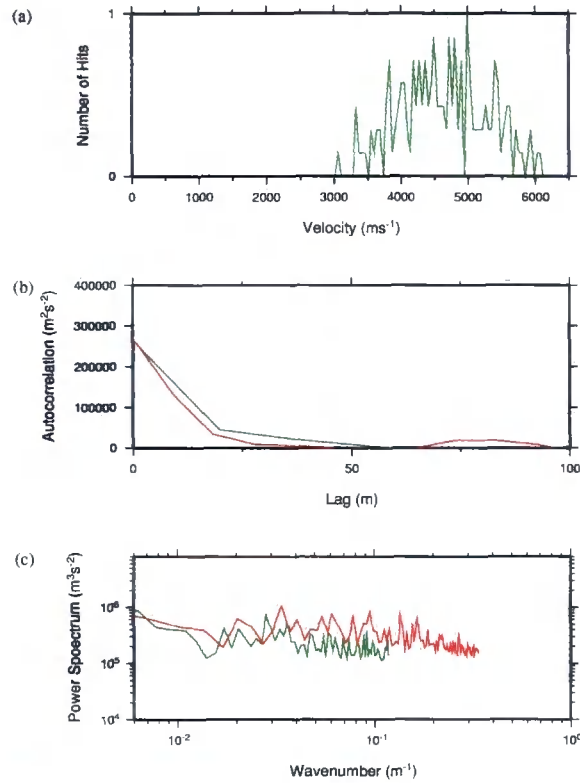 (a)
1
Number of Hits
0
0 1000 2000 3000 4000 5000 6000
Velocity (ms⁻¹)
(b)
400000
300000
200000
100000
0
Autocorrelation (m²s⁻²)
0 50 100
Lag (m)
(c)
Power Spoectrum (m³s⁻²)
10⁶
10⁵
10⁴
10⁻² 10⁻¹ 10⁰
Wavenumber (m⁻¹)